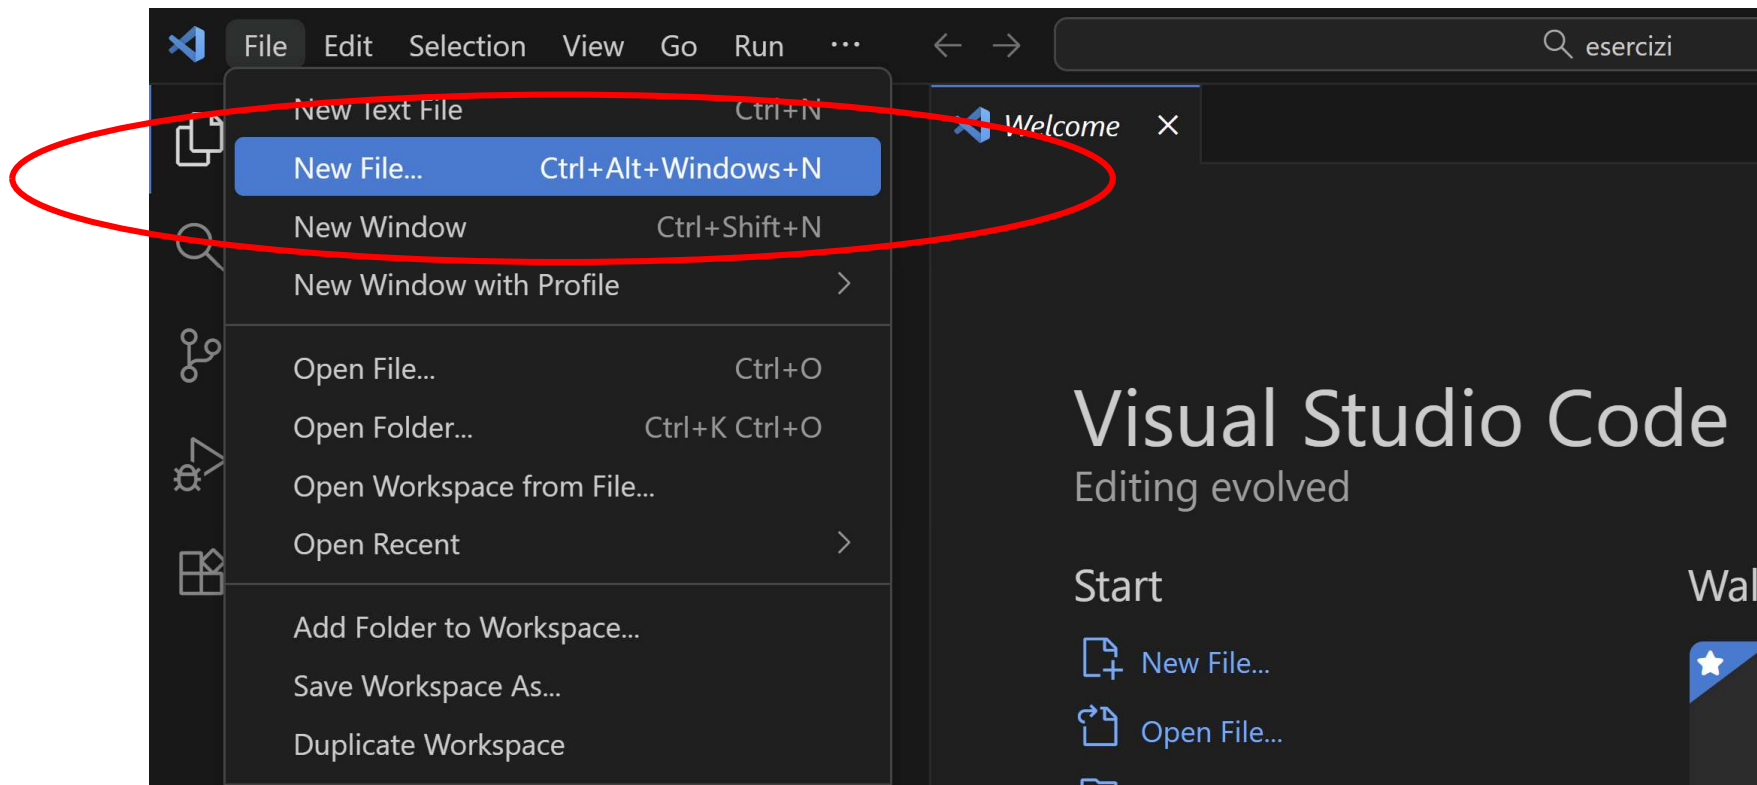 File Edit Selection View Go Run ··· esercizi
New Text File Ctrl+N
New File... Ctrl+Alt+Windows+N
New Window Ctrl+Shift+N
New Window with Profile
Open File... Ctrl+O
Open Folder... Ctrl+K Ctrl+O
Open Workspace from File...
Open Recent
Add Folder to Workspace...
Save Workspace As...
Duplicate Workspace
Welcome
Visual Studio Code
Editing evolved
Start
New File...
Open File...
Wal